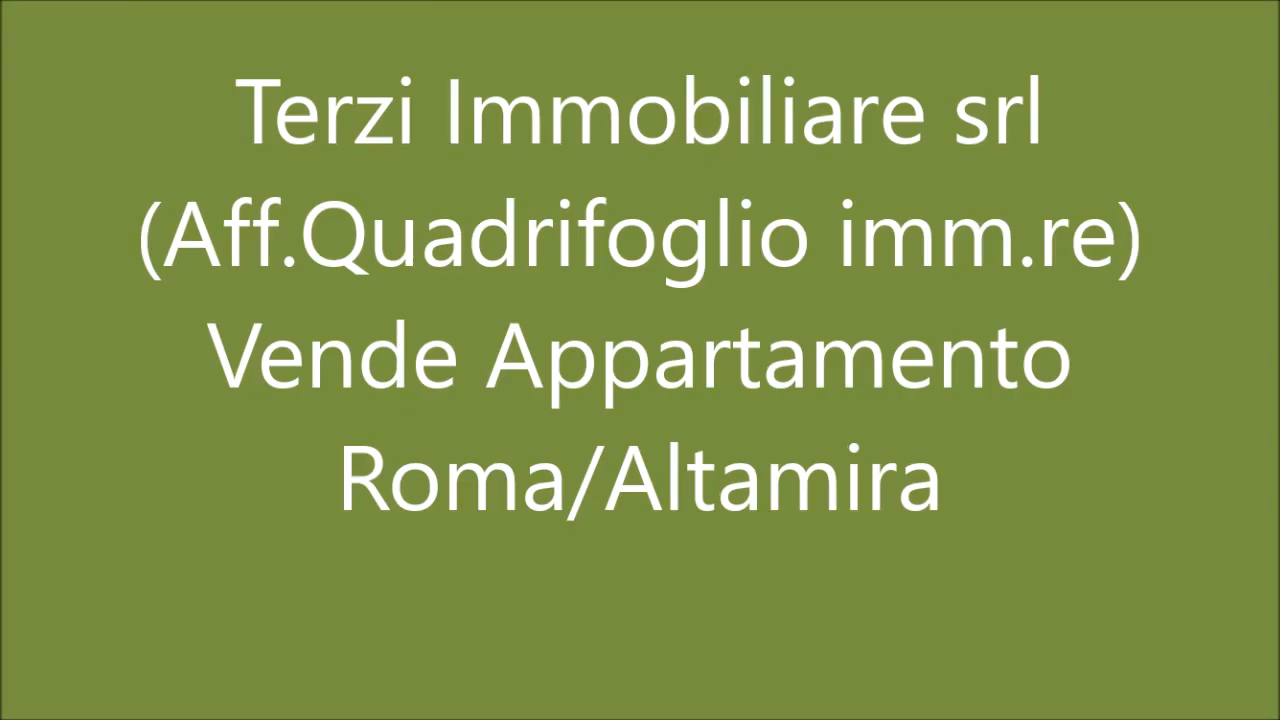 Terzi Immobiliare srl
(Aff.Quadrifoglio imm.re)
Vende Appartamento
Roma/Altamira